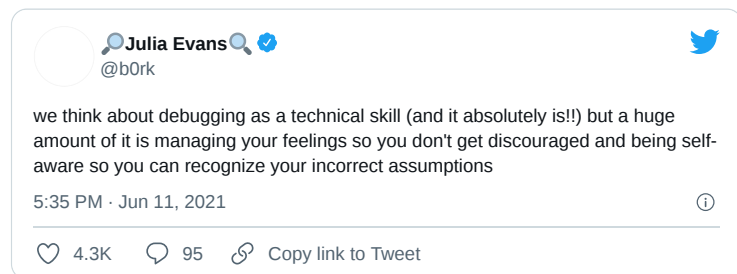 🔎Julia Evans🔍
@b0rk
we think about debugging as a technical skill (and it absolutely is!!) but a huge
amount of it is managing your feelings so you don't get discouraged and being self-
aware so you can recognize your incorrect assumptions
5:35 PM · Jun 11, 2021
4.3K 95 Copy link to Tweet